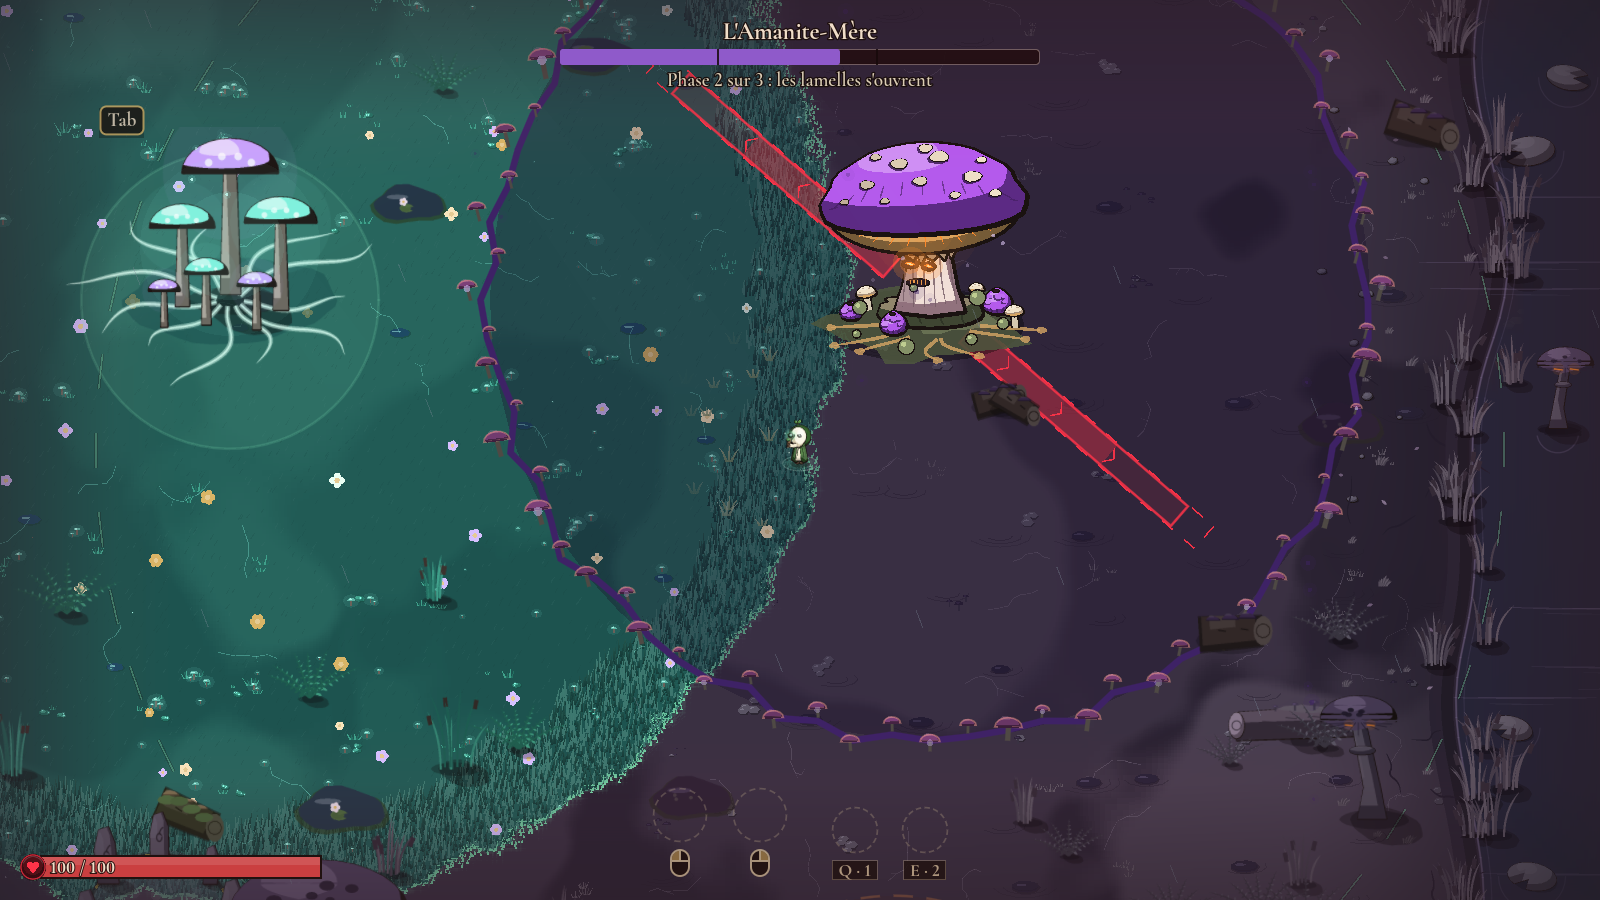 L'Amanite-Mère
Phase 2 sur 3 : les lamelles s'ouvrent
Tab
100 / 100
Q · 1
E · 2